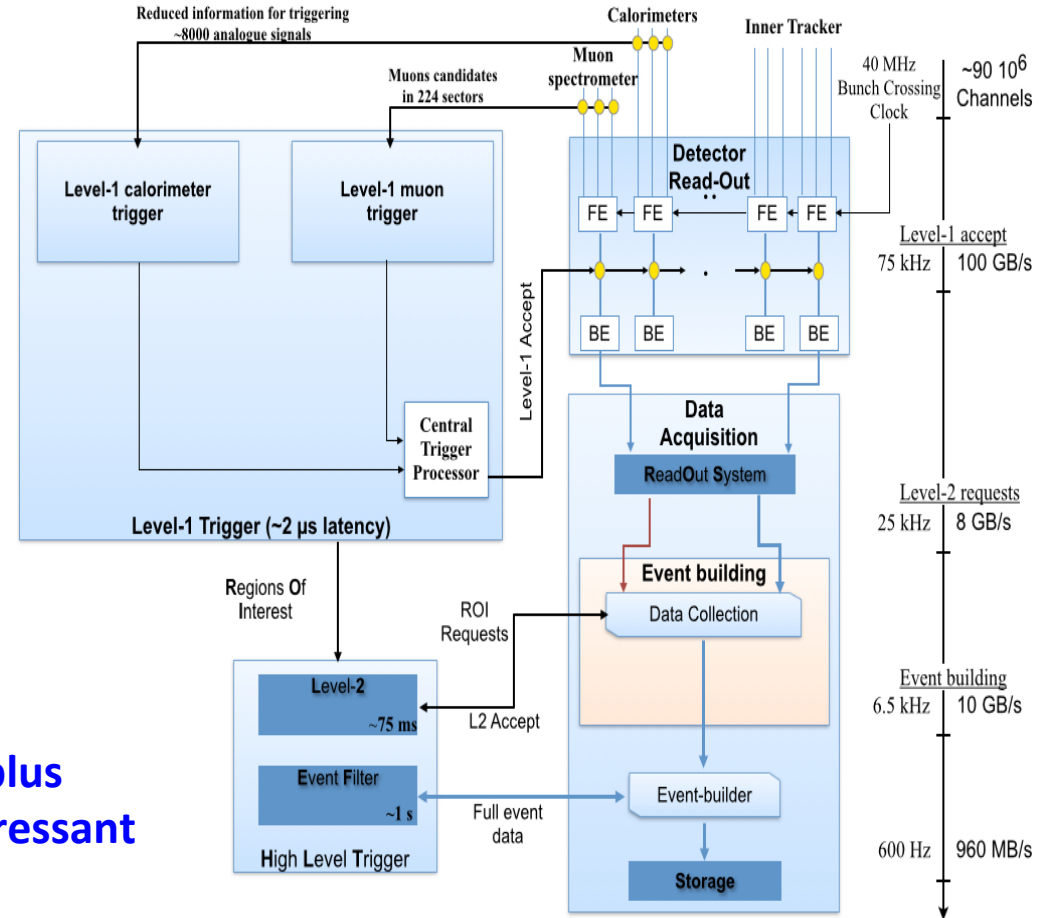 Reduced information for triggering
~8000 analogue signals
Calorimeters
Inner Tracker
Muon
spectrometer
Muons candidates
in 224 sectors
40 MHz
Bunch Crossing
Clock
~90 10⁶
Channels
Level-1 calorimeter
trigger
Level-1 muon
trigger
Detector
Read-Out
FE
FE
. .
FE
FE
Level-1 accept
75 kHz
100 GB/s
.
BE
BE
BE
BE
Level-1 Accept
Central
Trigger
Processor
Level-1 Trigger (~2 µs latency)
Data
Acquisition
ReadOut System
Level-2 requests
25 kHz
8 GB/s
Regions Of
Interest
ROI
Requests
Event building
Data Collection
Level-2
~75 ms
L2 Accept
Event building
6.5 kHz
10 GB/s
plus
ressant
Event Filter
~1 s
Full event
data
Event-builder
High Level Trigger
Storage
600 Hz
960 MB/s